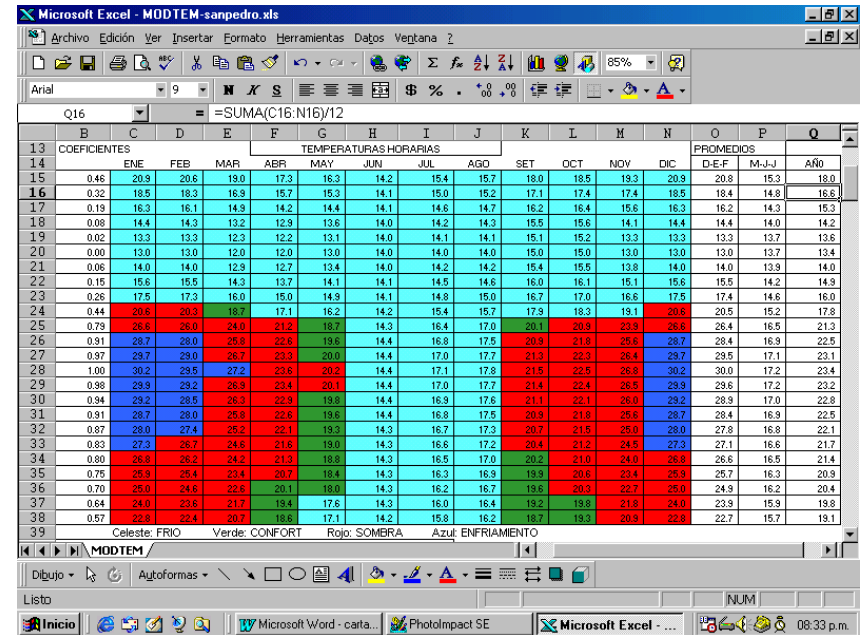 Microsoft Excel - MODTEM-sanpedro.xls
Archivo Edición Ver Insertar Formato Herramientas Datos Ventana ?
85%
Arial 9 N K S $ %
Q16 = =SUMA(C16:N16)/12
B C D E F G H I J K L M N O P Q
13 COEFICIENTES TEMPERATURAS HORARIAS PROMEDIOS
14 ENE FEB MAR ABR MAY JUN JUL AGO SET OCT NOV DIC D-E-F M-J-J AÑO
15 0.46 20.9 20.6 19.0 17.3 16.3 14.2 15.4 15.7 18.0 18.5 19.3 20.9 20.8 15.3 18.0
16 0.32 18.5 18.3 16.9 15.7 15.3 14.1 15.0 15.2 17.1 17.4 17.4 18.5 18.4 14.8 16.6
17 0.19 16.3 16.1 14.9 14.2 14.4 14.1 14.6 14.7 16.2 16.4 15.6 16.3 16.2 14.3 15.3
18 0.08 14.4 14.3 13.2 12.9 13.6 14.0 14.2 14.3 15.5 15.6 14.1 14.4 14.4 14.0 14.2
19 0.02 13.3 13.3 12.3 12.2 13.1 14.0 14.1 14.1 15.1 15.2 13.3 13.3 13.3 13.7 13.6
20 0.00 13.0 13.0 12.0 12.0 13.0 14.0 14.0 14.0 15.0 15.0 13.0 13.0 13.0 13.7 13.4
21 0.06 14.0 14.0 12.9 12.7 13.4 14.0 14.2 14.2 15.4 15.5 13.8 14.0 14.0 13.9 14.0
22 0.15 15.6 15.5 14.3 13.7 14.1 14.1 14.5 14.6 16.0 16.1 15.1 15.6 15.5 14.2 14.9
23 0.26 17.5 17.3 16.0 15.0 14.9 14.1 14.8 15.0 16.7 17.0 16.6 17.5 17.4 14.6 16.0
24 0.44 20.6 20.3 18.7 17.1 16.2 14.2 15.4 15.7 17.9 18.3 19.1 20.6 20.5 15.2 17.8
25 0.79 26.6 26.0 24.0 21.2 18.7 14.3 16.4 17.0 20.1 20.9 23.9 26.6 26.4 16.5 21.3
26 0.91 28.7 28.0 25.8 22.6 19.6 14.4 16.8 17.5 20.9 21.8 25.6 28.7 28.4 16.9 22.5
27 0.97 29.7 29.0 26.7 23.3 20.0 14.4 17.0 17.7 21.3 22.3 26.4 29.7 29.5 17.1 23.1
28 1.00 30.2 29.5 27.2 23.6 20.2 14.4 17.1 17.8 21.5 22.5 26.8 30.2 30.0 17.2 23.4
29 0.98 29.9 29.2 26.9 23.4 20.1 14.4 17.0 17.7 21.4 22.4 26.5 29.9 29.6 17.2 23.2
30 0.94 29.2 28.5 26.3 22.9 19.8 14.4 16.9 17.6 21.1 22.1 26.0 29.2 28.9 17.0 22.8
31 0.91 28.7 28.0 25.8 22.6 19.6 14.4 16.8 17.5 20.9 21.8 25.6 28.7 28.4 16.9 22.5
32 0.87 28.0 27.4 25.2 22.1 19.3 14.3 16.7 17.3 20.7 21.5 25.0 28.0 27.8 16.8 22.1
33 0.83 27.3 26.7 24.6 21.6 19.0 14.3 16.6 17.2 20.4 21.2 24.5 27.3 27.1 16.6 21.7
34 0.80 26.8 26.2 24.2 21.3 18.8 14.3 16.5 17.0 20.2 21.0 24.0 26.8 26.6 16.5 21.4
35 0.75 25.9 25.4 23.4 20.7 18.4 14.3 16.3 16.9 19.9 20.6 23.4 25.9 25.7 16.3 20.9
36 0.70 25.0 24.6 22.6 20.1 18.0 14.3 16.2 16.7 19.6 20.3 22.7 25.0 24.9 16.2 20.4
37 0.64 24.0 23.6 21.7 19.4 17.6 14.3 16.0 16.4 19.2 19.8 21.8 24.0 23.9 15.9 19.8
38 0.57 22.8 22.4 20.7 18.6 17.1 14.2 15.8 16.2 18.7 19.3 20.9 22.8 22.7 15.7 19.1
39 Celeste: FRIO Verde: CONFORT Rojo: SOMBRA Azul: ENFRIAMIENTO
MODTEM
Dibujo Autoformas
Listo NUM
Inicio Microsoft Word - carta... PhotoImpact SE Microsoft Excel - ... 08:33 p.m.